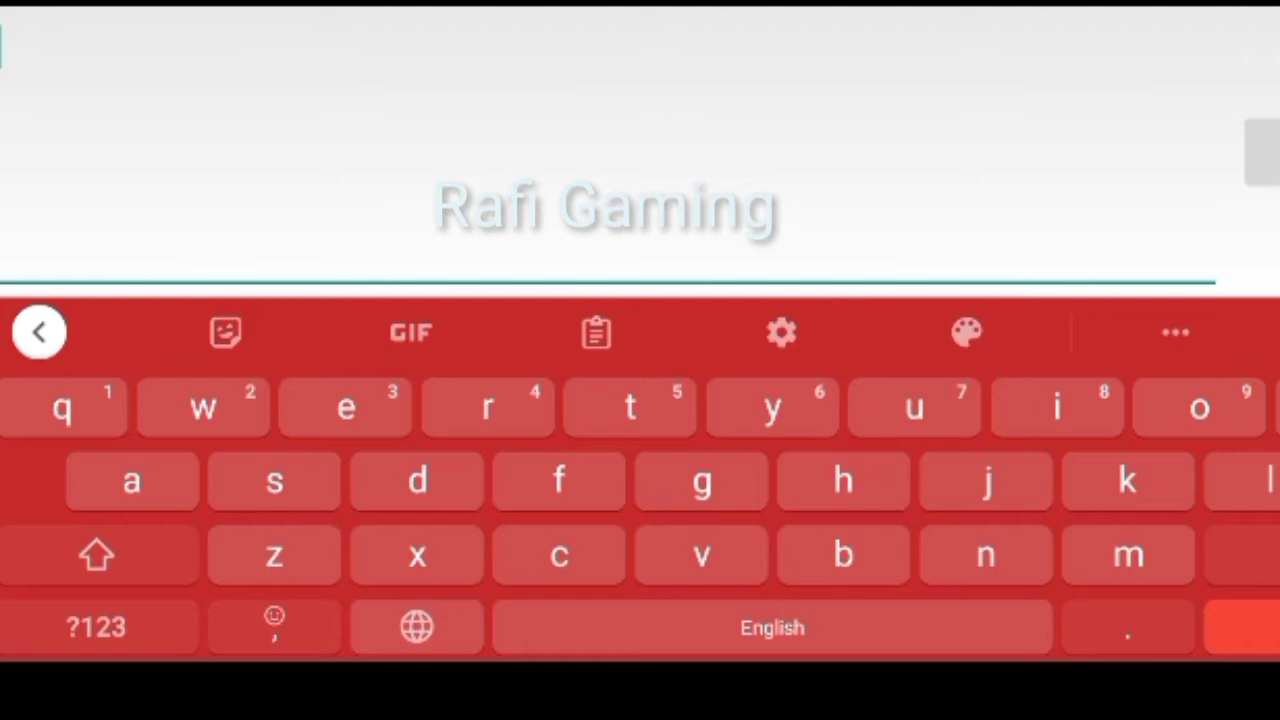 Rafi Gaming
GIF
q 1 w 2 e 3 r 4 t 5 y 6 u 7 i 8 o 9
a s d f g h j k l
z x c v b n m
?123 , English .